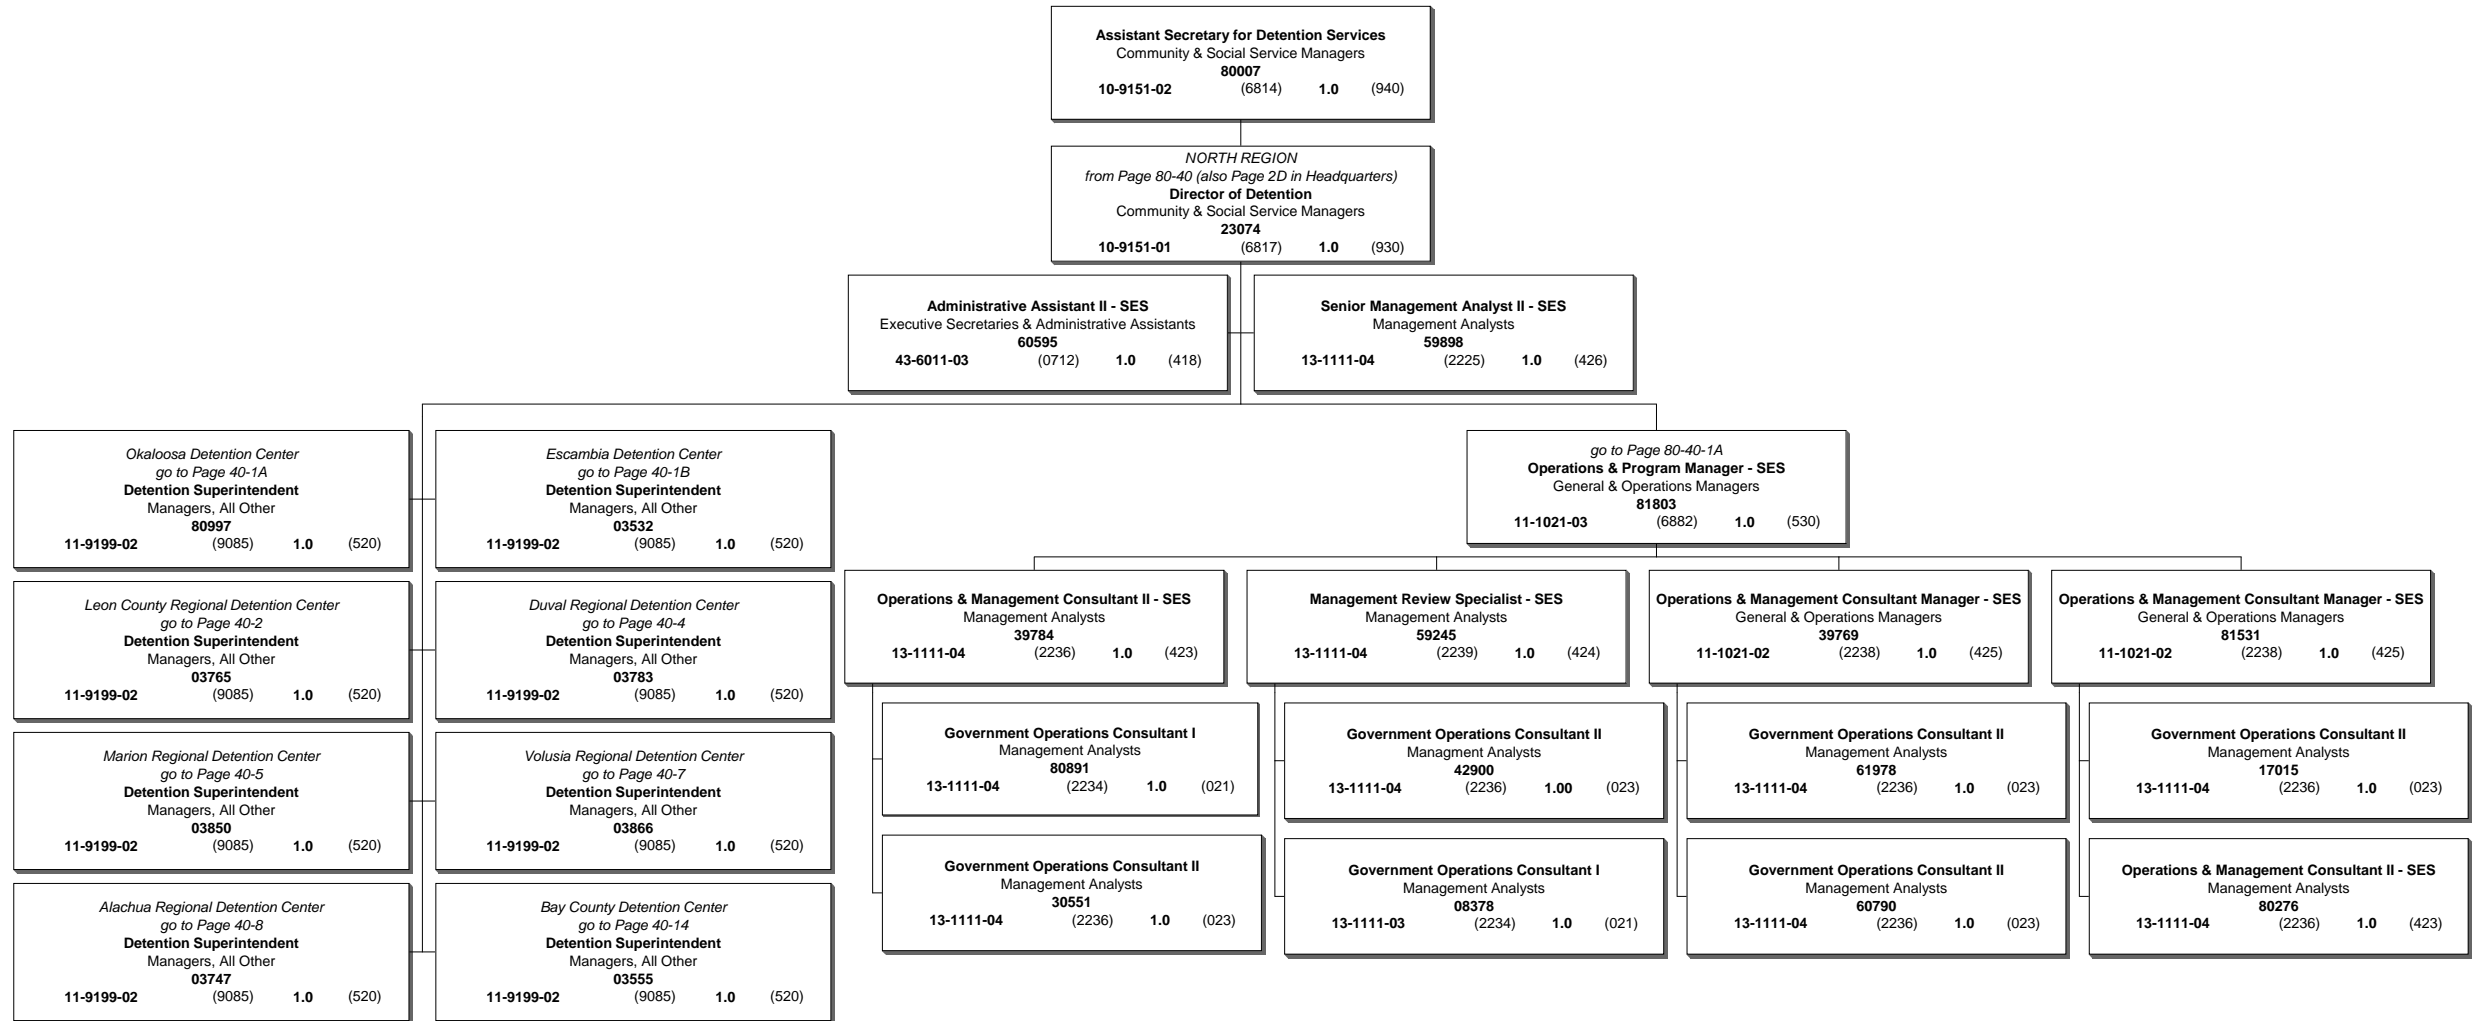 Assistant Secretary for Detention Services
Community & Social Service Managers
80007
10-9151-02 (6814) 1.0 (940)
NORTH REGION
from Page 80-40 (also Page 2D in Headquarters)
Director of Detention
Community & Social Service Managers
23074
10-9151-01 (6817) 1.0 (930)
Administrative Assistant II - SES
Executive Secretaries & Administrative Assistants
60595
43-6011-03 (0712) 1.0 (418)
Senior Management Analyst II - SES
Management Analysts
59898
13-1111-04 (2225) 1.0 (426)
Okaloosa Detention Center
go to Page 40-1A
Detention Superintendent
Managers, All Other
80997
11-9199-02 (9085) 1.0 (520)
Escambia Detention Center
go to Page 40-1B
Detention Superintendent
Managers, All Other
03532
11-9199-02 (9085) 1.0 (520)
Leon County Regional Detention Center
go to Page 40-2
Detention Superintendent
Managers, All Other
03765
11-9199-02 (9085) 1.0 (520)
Duval Regional Detention Center
go to Page 40-4
Detention Superintendent
Managers, All Other
03783
11-9199-02 (9085) 1.0 (520)
Marion Regional Detention Center
go to Page 40-5
Detention Superintendent
Managers, All Other
03850
11-9199-02 (9085) 1.0 (520)
Volusia Regional Detention Center
go to Page 40-7
Detention Superintendent
Managers, All Other
03866
11-9199-02 (9085) 1.0 (520)
Alachua Regional Detention Center
go to Page 40-8
Detention Superintendent
Managers, All Other
03747
11-9199-02 (9085) 1.0 (520)
Bay County Detention Center
go to Page 40-14
Detention Superintendent
Managers, All Other
03555
11-9199-02 (9085) 1.0 (520)
go to Page 80-40-1A
Operations & Program Manager - SES
General & Operations Managers
81803
11-1021-03 (6882) 1.0 (530)
Operations & Management Consultant II - SES
Management Analysts
39784
13-1111-04 (2236) 1.0 (423)
Government Operations Consultant I
Management Analysts
80891
13-1111-04 (2234) 1.0 (021)
Government Operations Consultant II
Management Analysts
30551
13-1111-04 (2236) 1.0 (023)
Management Review Specialist - SES
Management Analysts
59245
13-1111-04 (2239) 1.0 (424)
Government Operations Consultant II
Managment Analysts
42900
13-1111-04 (2236) 1.00 (023)
Government Operations Consultant I
Management Analysts
08378
13-1111-03 (2234) 1.0 (021)
Operations & Management Consultant Manager - SES
General & Operations Managers
39769
11-1021-02 (2238) 1.0 (425)
Government Operations Consultant II
Management Analysts
61978
13-1111-04 (2236) 1.0 (023)
Government Operations Consultant II
Management Analysts
60790
13-1111-04 (2236) 1.0 (023)
Operations & Management Consultant Manager - SES
General & Operations Managers
81531
11-1021-02 (2238) 1.0 (425)
Government Operations Consultant II
Management Analysts
17015
13-1111-04 (2236) 1.0 (023)
Operations & Management Consultant II - SES
Management Analysts
80276
13-1111-04 (2236) 1.0 (423)